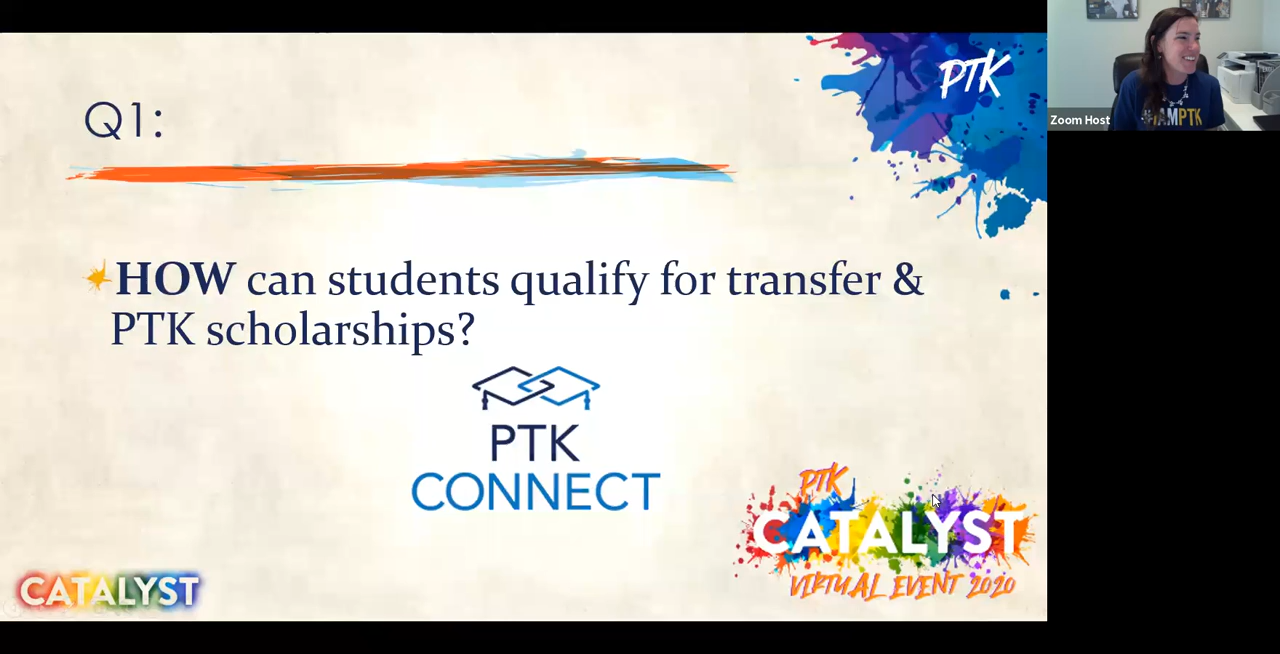 Q1:
PTK
Zoom Host
#IAMPTK
HOW can students qualify for transfer &
PTK scholarships?
PTK
CONNECT
PTK
CATALYST
VIRTUAL EVENT 2020
CATALYST